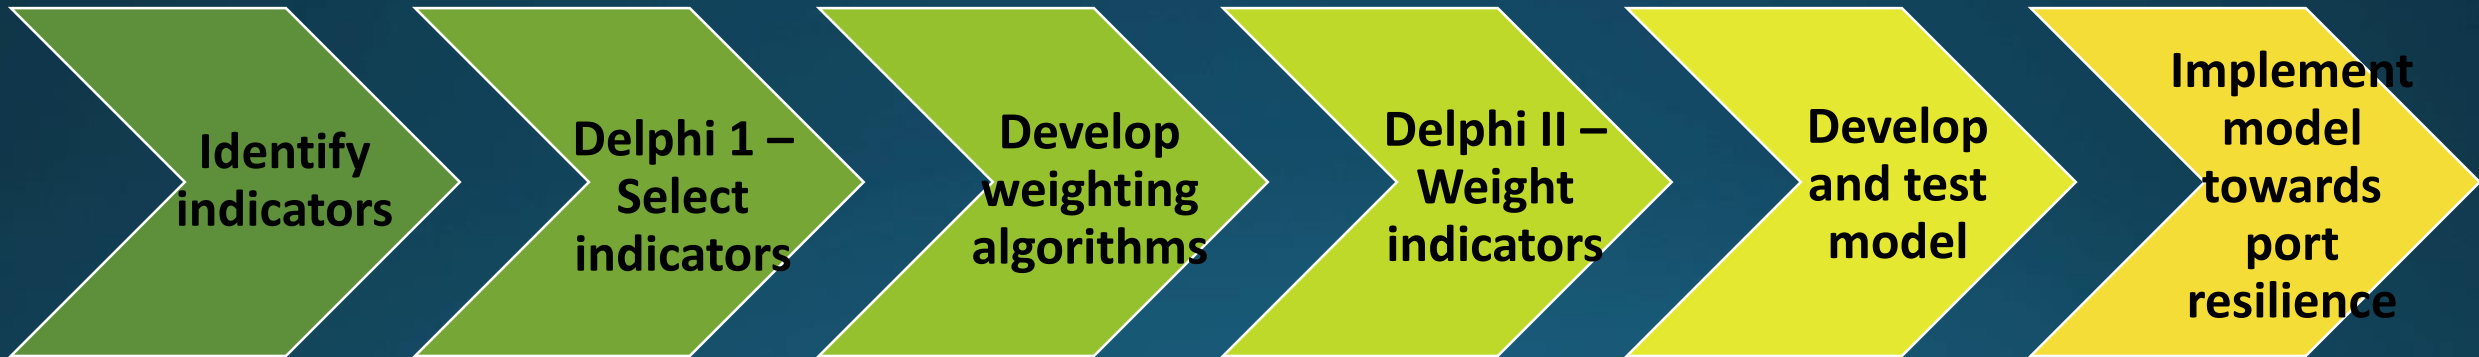 Identify
indicators
Delphi 1 –
Select
indicators
Develop
weighting
algorithms
Delphi II –
Weight
indicators
Develop
and test
model
Implement
model
towards
port
resilience